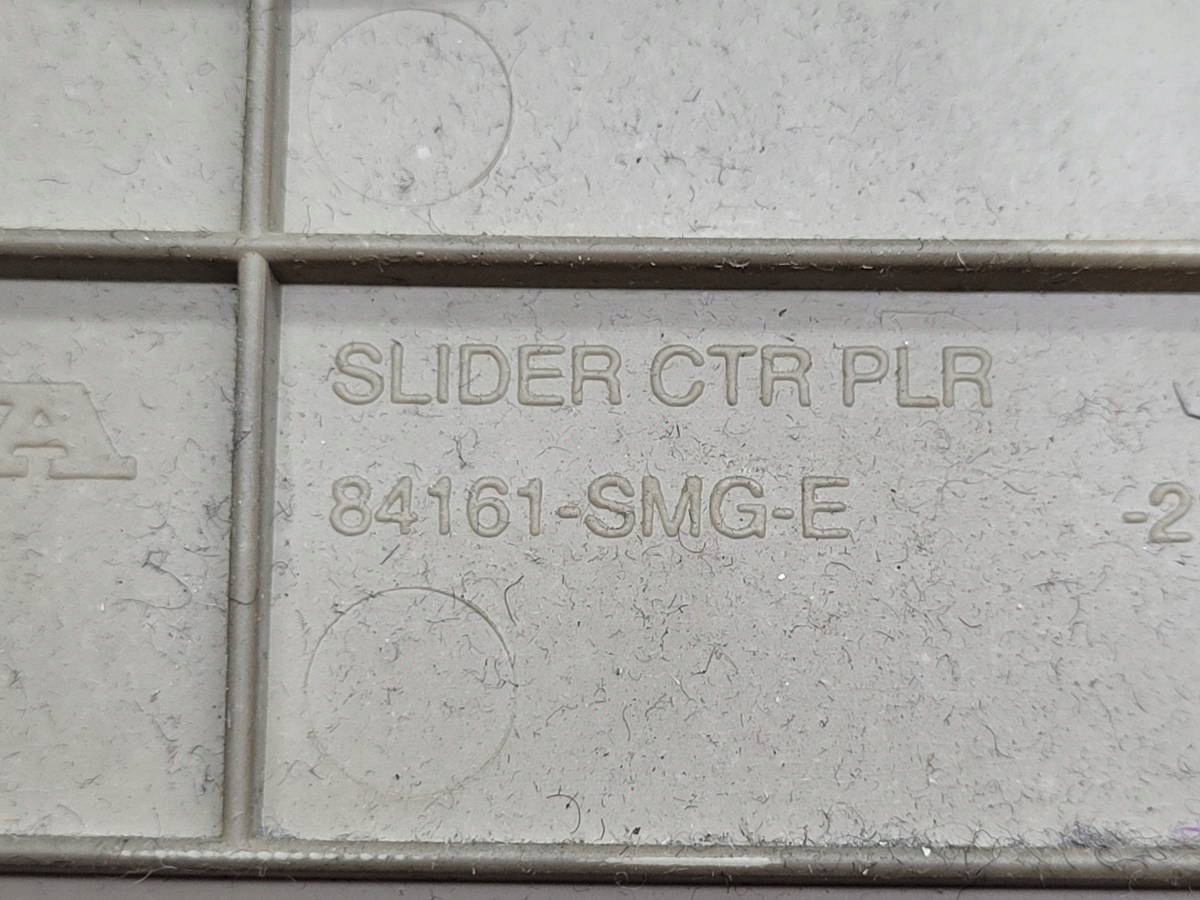 SLIDER CTR PLR
A
84161-SMG-E -2